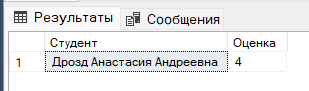 Результаты Сообщения
Студент Оценка
1 Дрозд Анастасия Андреевна 4